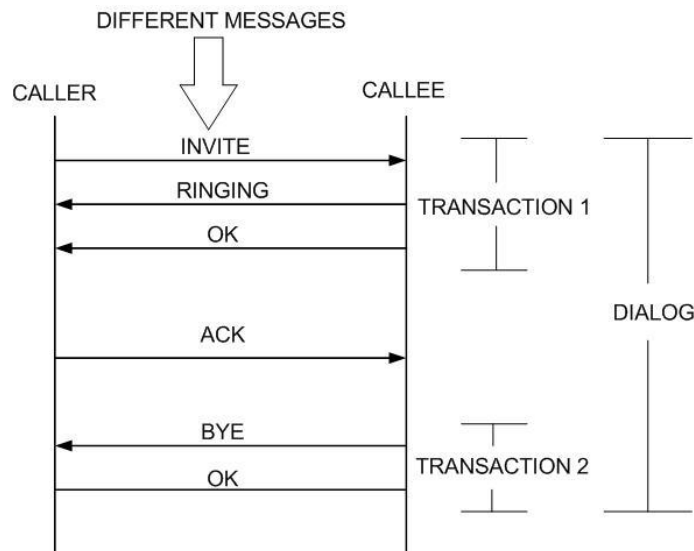 DIFFERENT MESSAGES
CALLER
CALLEE
INVITE
RINGING
TRANSACTION 1
OK
DIALOG
ACK
BYE
TRANSACTION 2
OK